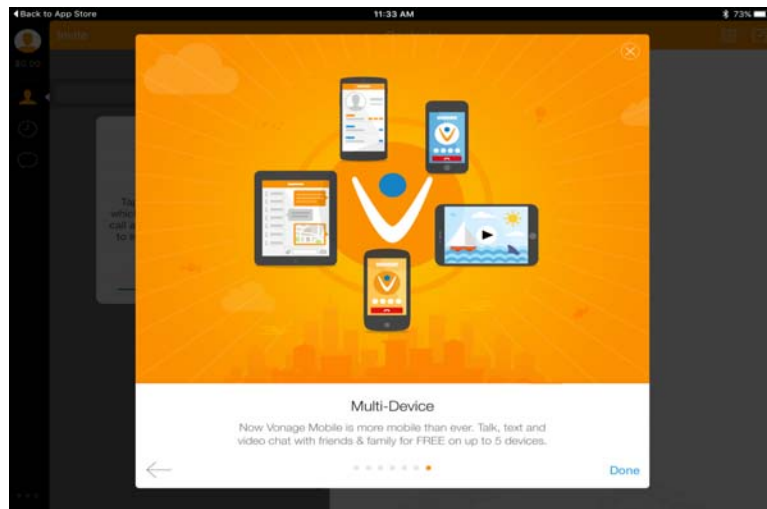 Back to App Store
11:33 AM
73%
Invite
$0.00
Multi-Device
Now Vonage Mobile is more mobile than ever. Talk, text and
video chat with friends & family for FREE on up to 5 devices.
Done